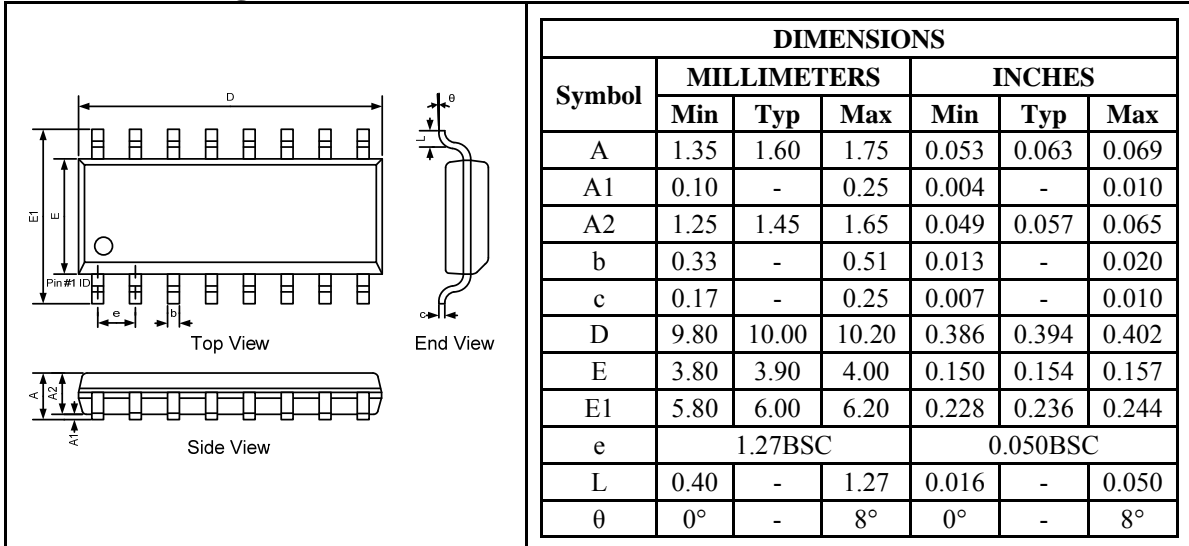 D
θ
L
E1
E
Pin #1 ID
e
b
c
Top View
End View
A
A2
A1
Side View
DIMENSIONS
Symbol MILLIMETERS INCHES
Min Typ Max Min Typ Max
A 1.35 1.60 1.75 0.053 0.063 0.069
A1 0.10 - 0.25 0.004 - 0.010
A2 1.25 1.45 1.65 0.049 0.057 0.065
b 0.33 - 0.51 0.013 - 0.020
c 0.17 - 0.25 0.007 - 0.010
D 9.80 10.00 10.20 0.386 0.394 0.402
E 3.80 3.90 4.00 0.150 0.154 0.157
E1 5.80 6.00 6.20 0.228 0.236 0.244
e 1.27BSC 0.050BSC
L 0.40 - 1.27 0.016 - 0.050
θ 0° - 8° 0° - 8°